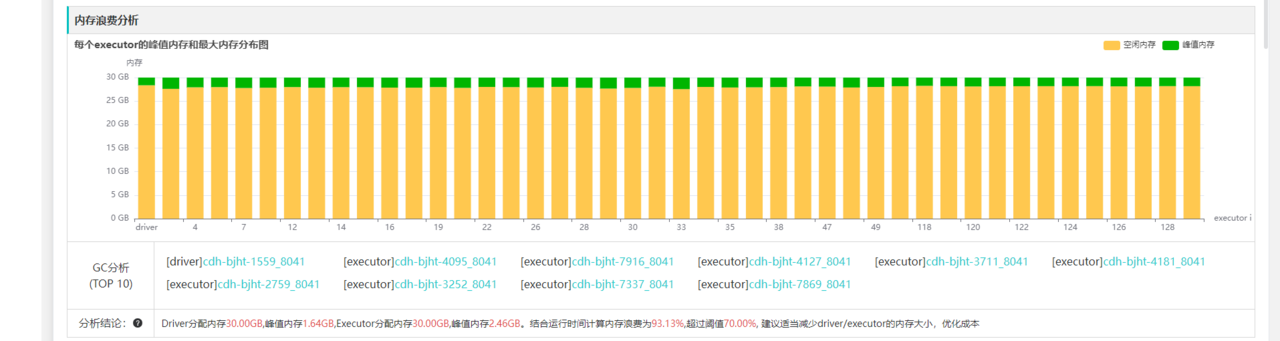 内存浪费分析
每个executor的峰值内存和最大内存分布图
空闲内存 峰值内存
内存
30 GB
25 GB
20 GB
15 GB
10 GB
5 GB
0 GB
driver 4 7 12 14 16 19 22 26 28 30 33 35 38 47 49 118 120 122 124 126 128 executor i
GC分析
(TOP 10)
[driver]cdh-bjht-1559_8041 [executor]cdh-bjht-4095_8041 [executor]cdh-bjht-7916_8041 [executor]cdh-bjht-4127_8041 [executor]cdh-bjht-3711_8041 [executor]cdh-bjht-4181_8041
[executor]cdh-bjht-2759_8041 [executor]cdh-bjht-3252_8041 [executor]cdh-bjht-7337_8041 [executor]cdh-bjht-7869_8041
分析结论： ? Driver分配内存30.00GB,峰值内存1.64GB,Executor分配内存30.00GB,峰值内存2.46GB。结合运行时间计算内存浪费为93.13%,超过阈值70.00%, 建议适当减少driver/executor的内存大小，优化成本